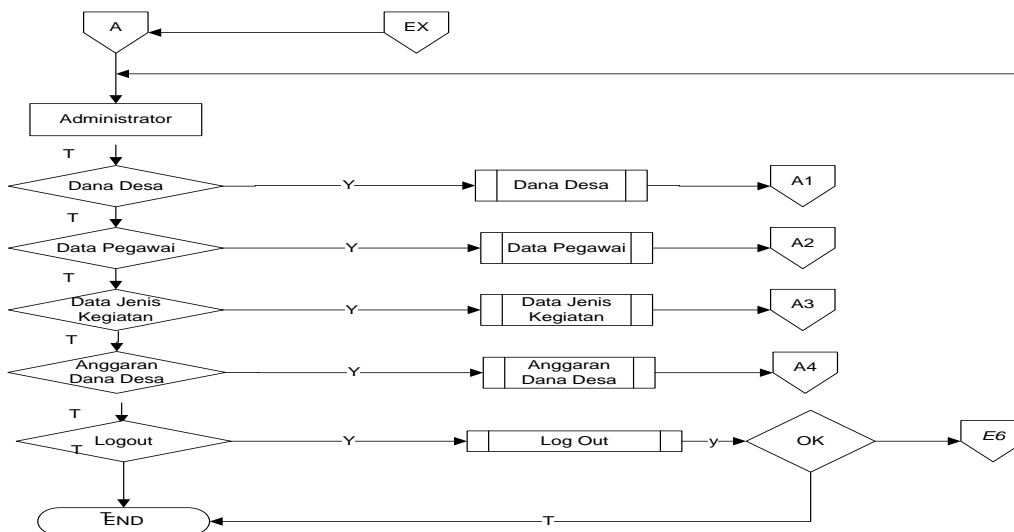 A
EX
Administrator
T
Dana Desa
Y
Dana Desa
A1
T
Data Pegawai
Y
Data Pegawai
A2
T
Data Jenis
Kegiatan
Y
Data Jenis
Kegiatan
A3
T
Anggaran
Dana Desa
Y
Anggaran
Dana Desa
A4
T
Logout
Y
Log Out
y
OK
E6
T
T
END
T